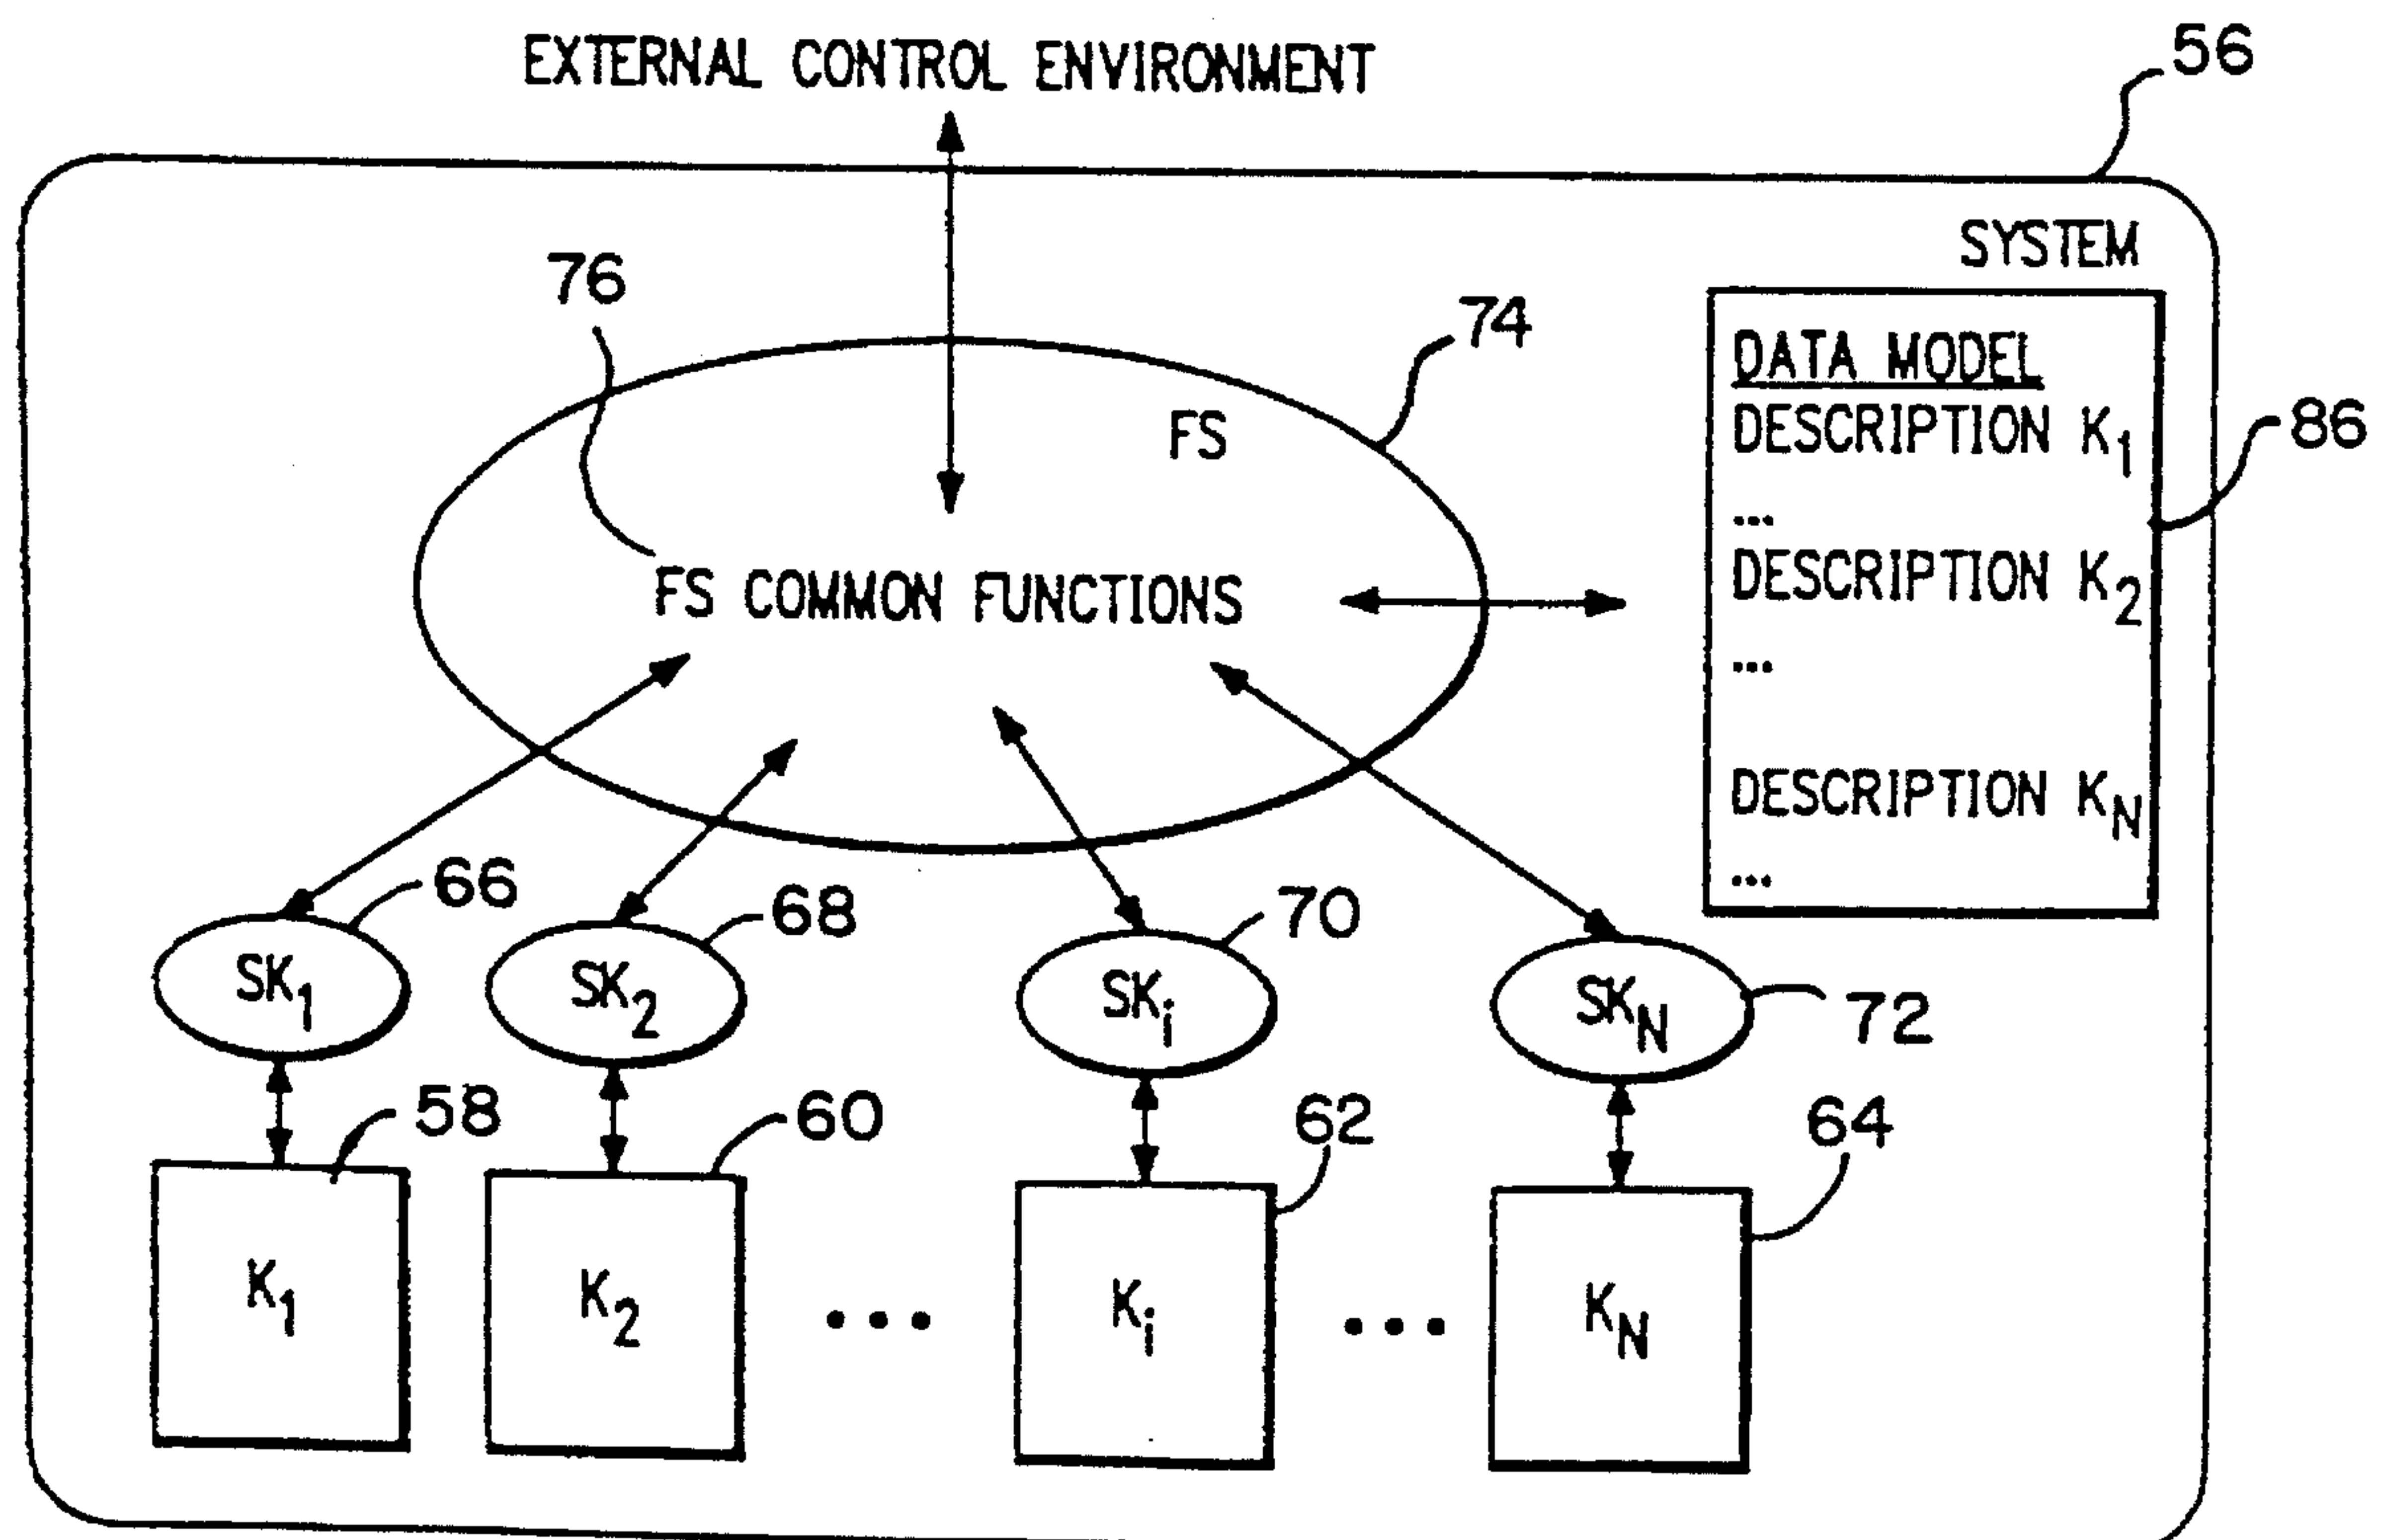 EXTERNAL CONTROL ENVIRONMENT
56
SYSTEM
76
74
FS
DATA MODEL
DESCRIPTION K1
...
86
DESCRIPTION K2
...
DESCRIPTION KN
...
FS COMMON FUNCTIONS
66
68
70
72
SK1
SK2
SKi
SKN
58
60
62
64
K1
K2
...
Ki
...
KN